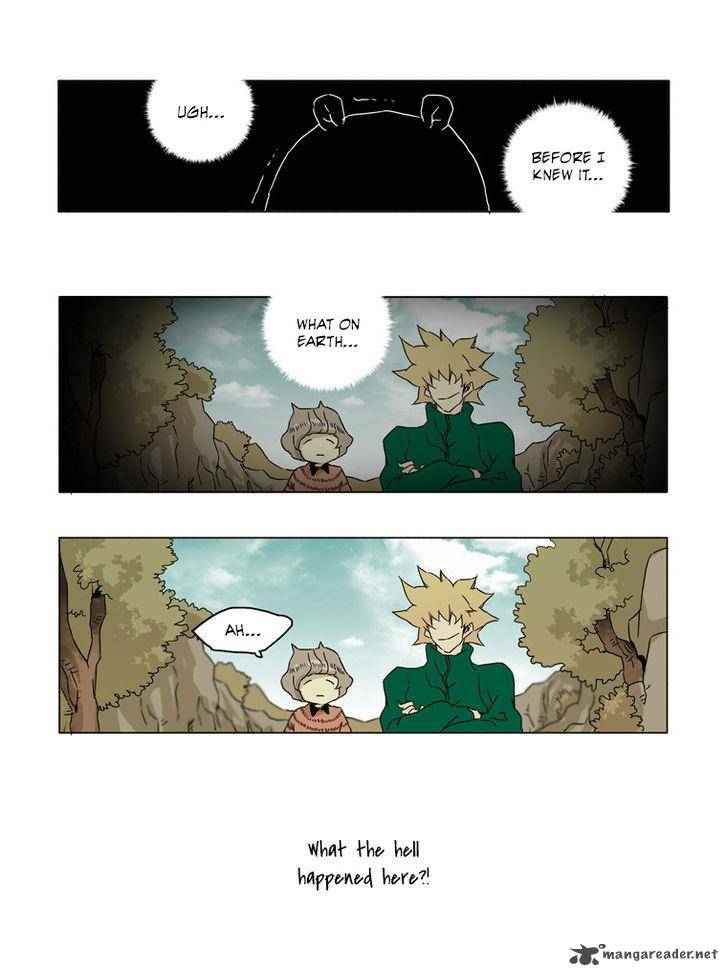 UGH...
BEFORE I
KNEW IT...
WHAT ON
EARTH...
AH...
What the hell
happened here?!
mangareader.net